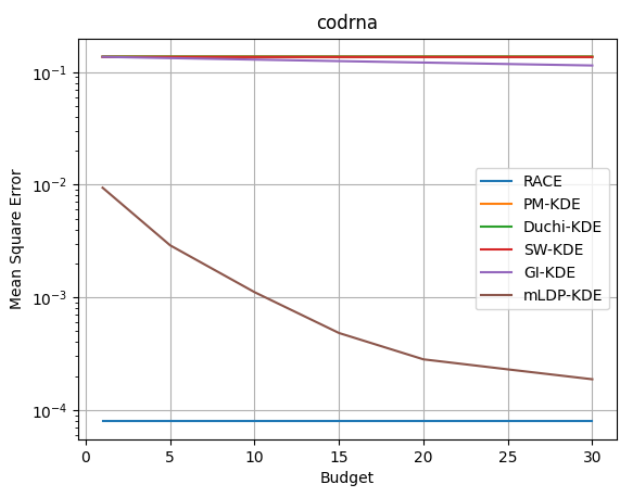 codrna
Mean Square Error
10⁻¹
10⁻²
10⁻³
10⁻⁴
RACE
PM-KDE
Duchi-KDE
SW-KDE
GI-KDE
mLDP-KDE
0 5 10 15 20 25 30
Budget